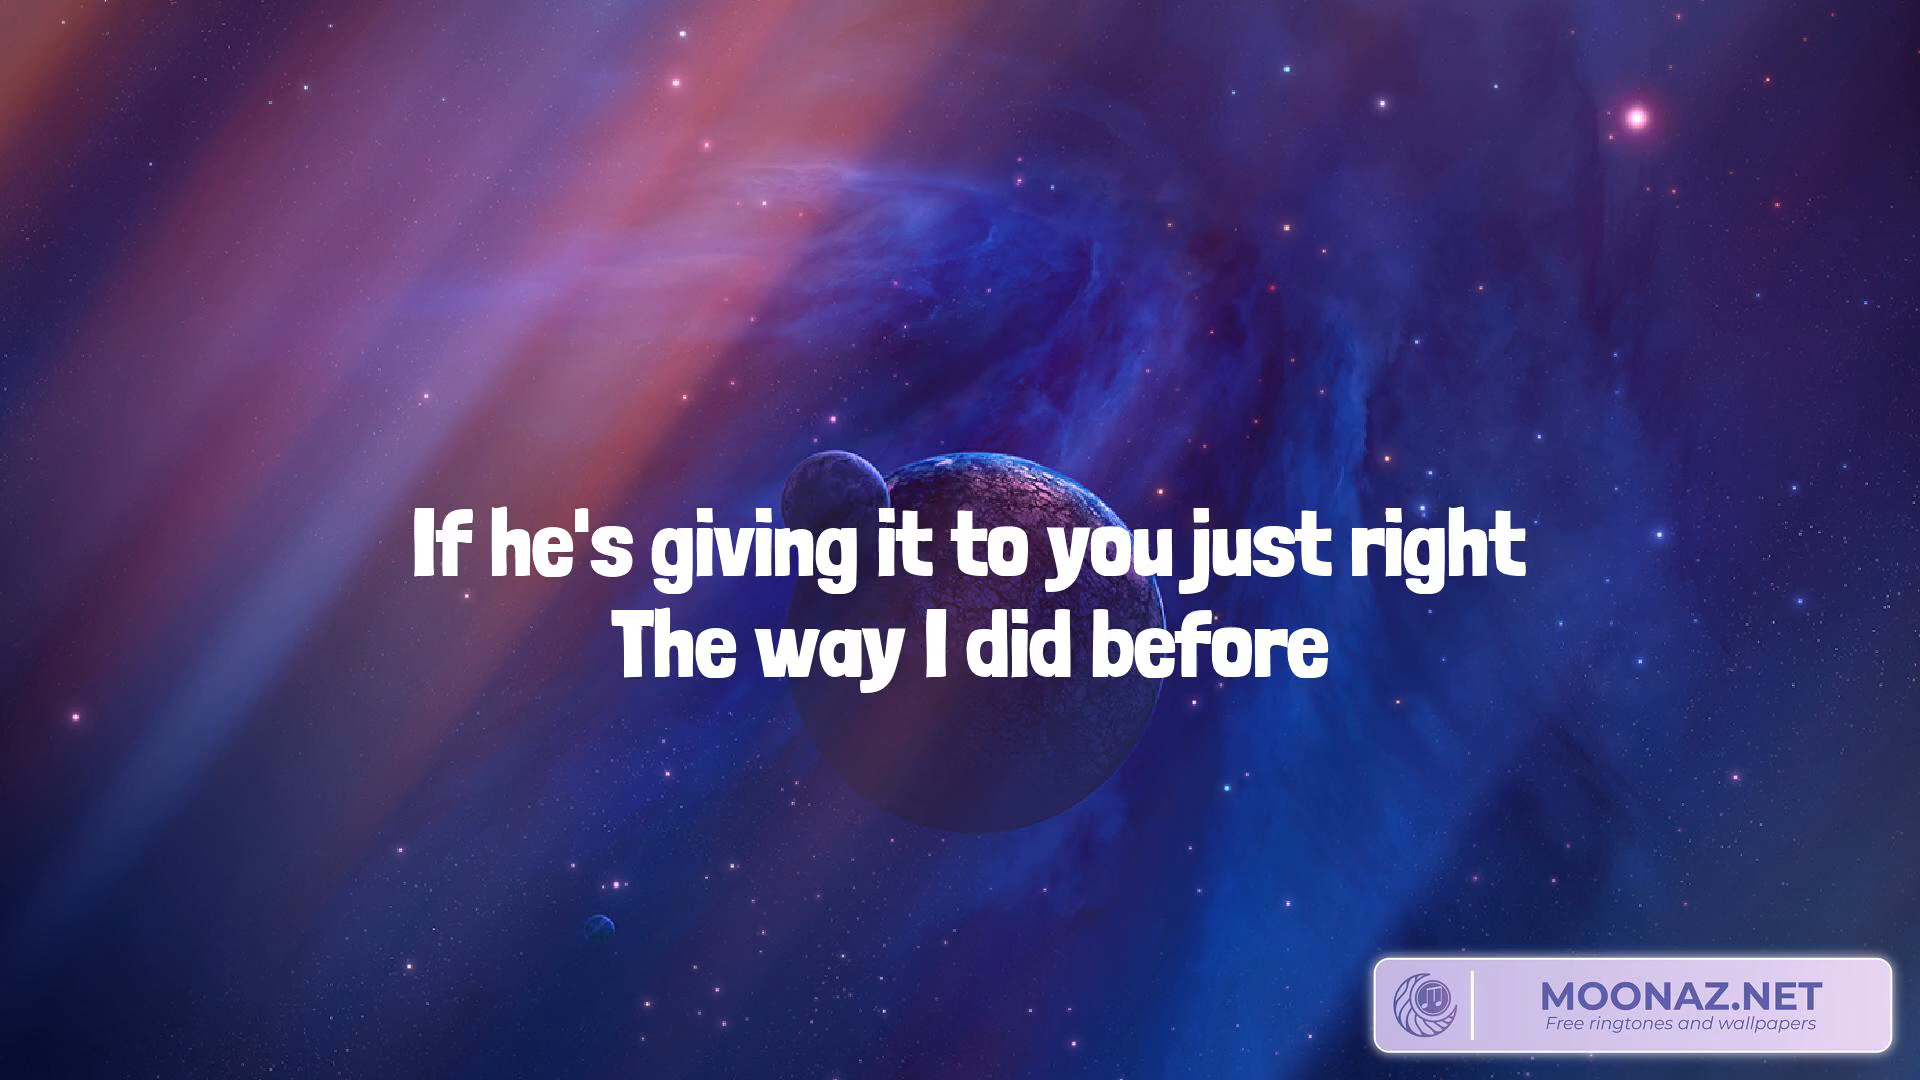 If he's giving it to you just right
The way I did before
MOONAZ.NET
Free ringtones and wallpapers